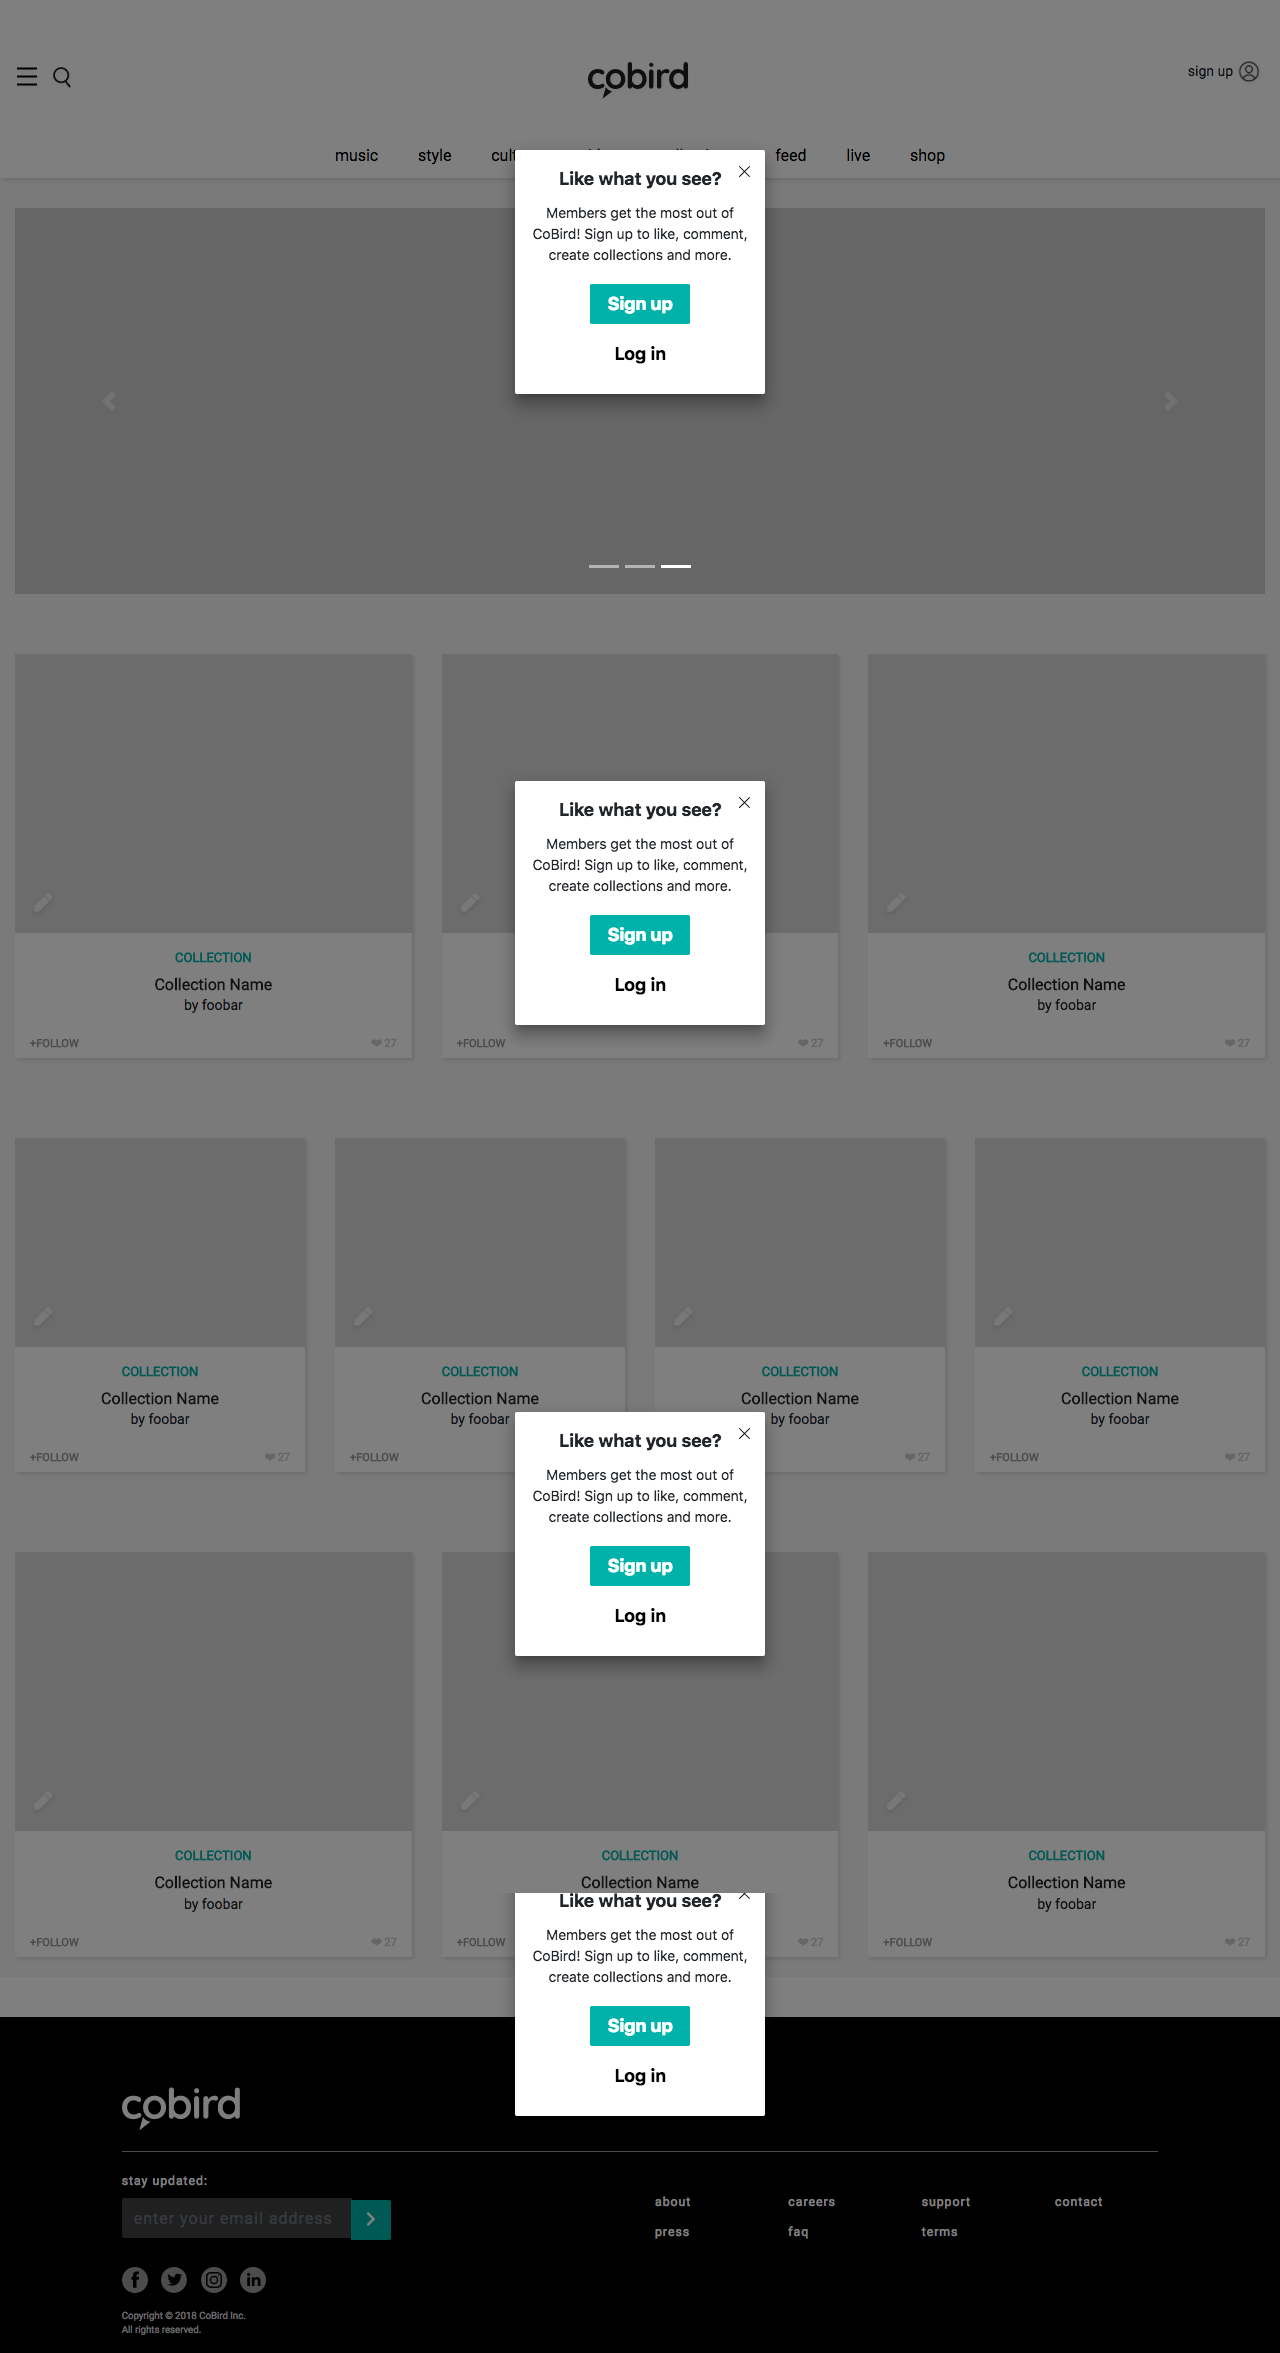 cobird
sign up
music style feed live shop
Like what you see?
Members get the most out of
CoBird! Sign up to like, comment,
create collections and more.
Sign up
Log in
Like what you see?
Members get the most out of
CoBird! Sign up to like, comment,
create collections and more.
Sign up
Log in
COLLECTION COLLECTION
Collection Name Collection Name
by foobar by foobar
+FOLLOW 27 +FOLLOW 27 +FOLLOW 27
COLLECTION COLLECTION COLLECTION COLLECTION
Collection Name Collection Name Collection Name Collection Name
by foobar by foobar by foobar by foobar
+FOLLOW 27 +FOLLOW 27 +FOLLOW 27
Like what you see?
Members get the most out of
CoBird! Sign up to like, comment,
create collections and more.
Sign up
Log in
COLLECTION COLLECTION COLLECTION
Collection Name Collection Name Collection Name
by foobar by foobar
+FOLLOW 27 +FOLLOW 27 +FOLLOW 27
Like what you see?
Members get the most out of
CoBird! Sign up to like, comment,
create collections and more.
Sign up
Log in
cobird
stay updated:
enter your email address
about careers support contact
press faq terms
Copyright © 2018 CoBird Inc.
All rights reserved.